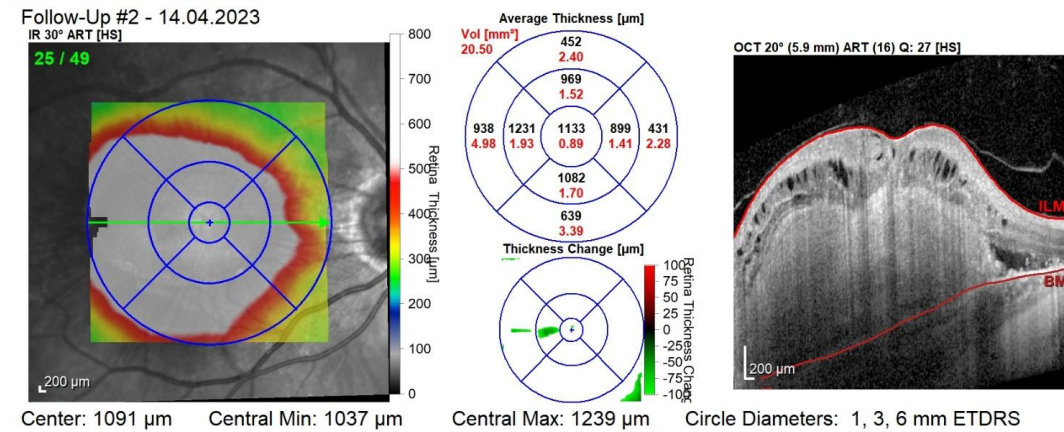 Follow-Up #2 - 14.04.2023
IR 30° ART [HS]
25 / 49
200 µm
800
700
600
500
400
300
200
100
0
Retina Thickness [µm]
Average Thickness [µm]
Vol [mm³]
20.50
452
2.40
969
1.52
938 1231 1133 899 431
4.98 1.93 0.89 1.41 2.28
1082
1.70
639
3.39
Thickness Change [µm]
100
75
50
25
0
-25
-50
-75
-100
Retina Thickness Chang
OCT 20° (5.9 mm) ART (16) Q: 27 [HS]
ILM
BM
200 µm
Center: 1091 µm Central Min: 1037 µm Central Max: 1239 µm Circle Diameters: 1, 3, 6 mm ETDRS